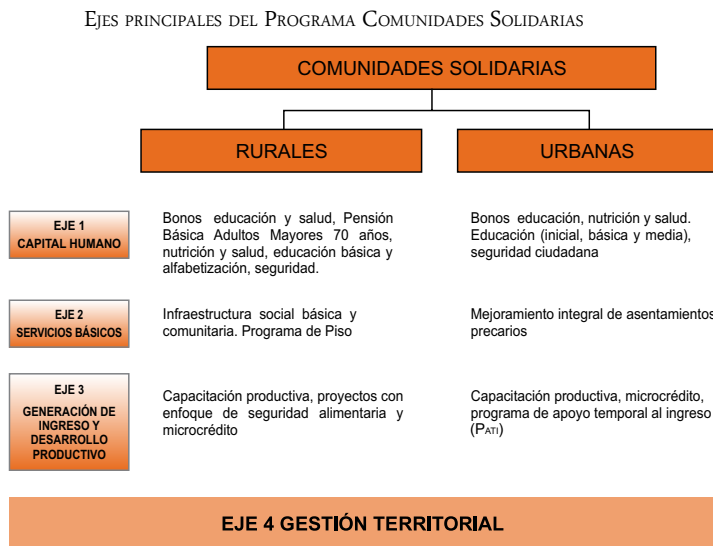 Ejes principales del Programa Comunidades Solidarias
COMUNIDADES SOLIDARIAS
RURALES
URBANAS
EJE 1
CAPITAL HUMANO
Bonos educación y salud, Pensión
Básica Adultos Mayores 70 años,
nutrición y salud, educación básica y
alfabetización, seguridad.
Bonos educación, nutrición y salud.
Educación (inicial, básica y media),
seguridad ciudadana
EJE 2
SERVICIOS BÁSICOS
Infraestructura social básica y
comunitaria. Programa de Piso
Mejoramiento integral de asentamientos
precarios
EJE 3
GENERACIÓN DE
INGRESO Y
DESARROLLO
PRODUCTIVO
Capacitación productiva, proyectos con
enfoque de seguridad alimentaria y
microcrédito
Capacitación productiva, microcrédito,
programa de apoyo temporal al ingreso
(PATI)
EJE 4 GESTIÓN TERRITORIAL